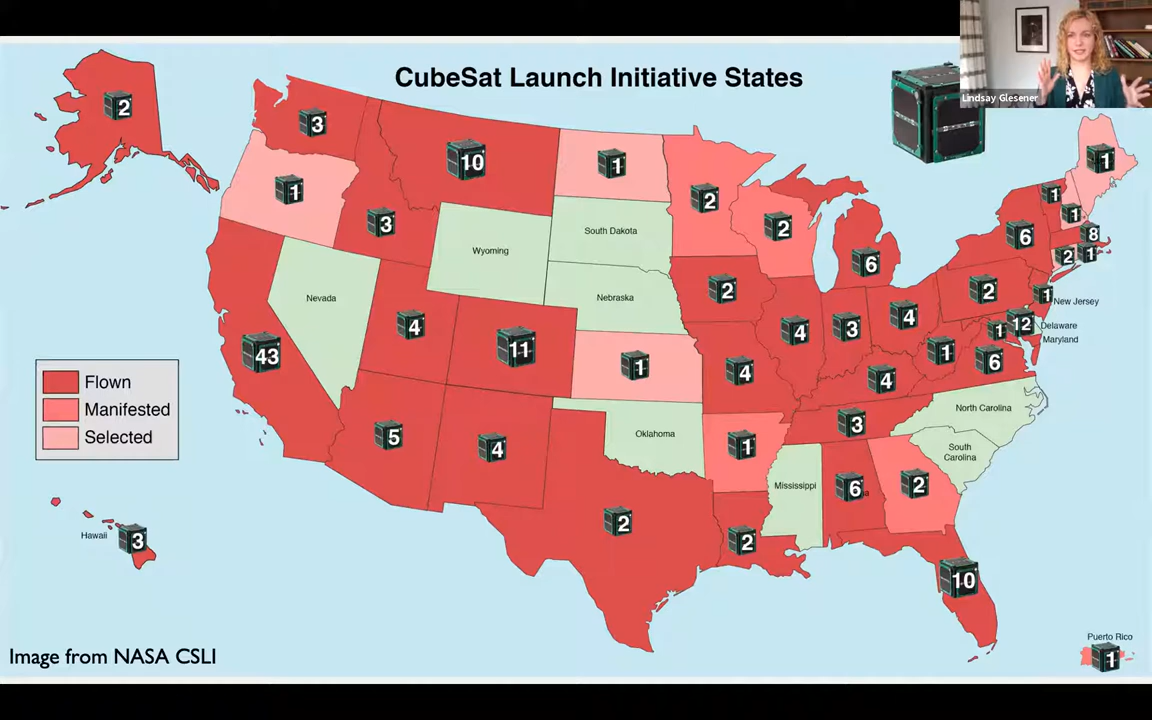 CubeSat Launch Initiative States
Lindsay Glesener
2
3
10
1
1
3
Wyoming
South Dakota
Nebraska
Nevada
2
2
6
1
1
1
6
8
2
1
2
1
New Jersey
12
Delaware
1
Maryland
43
4
11
1
2
4
3
4
1
6
4
4
Flown
Manifested
Selected
5
4
Oklahoma
1
3
North Carolina
South
Carolina
Mississippi
6
a
2
2
2
10
Hawaii
3
Puerto Rico
1
Image from NASA CSLI